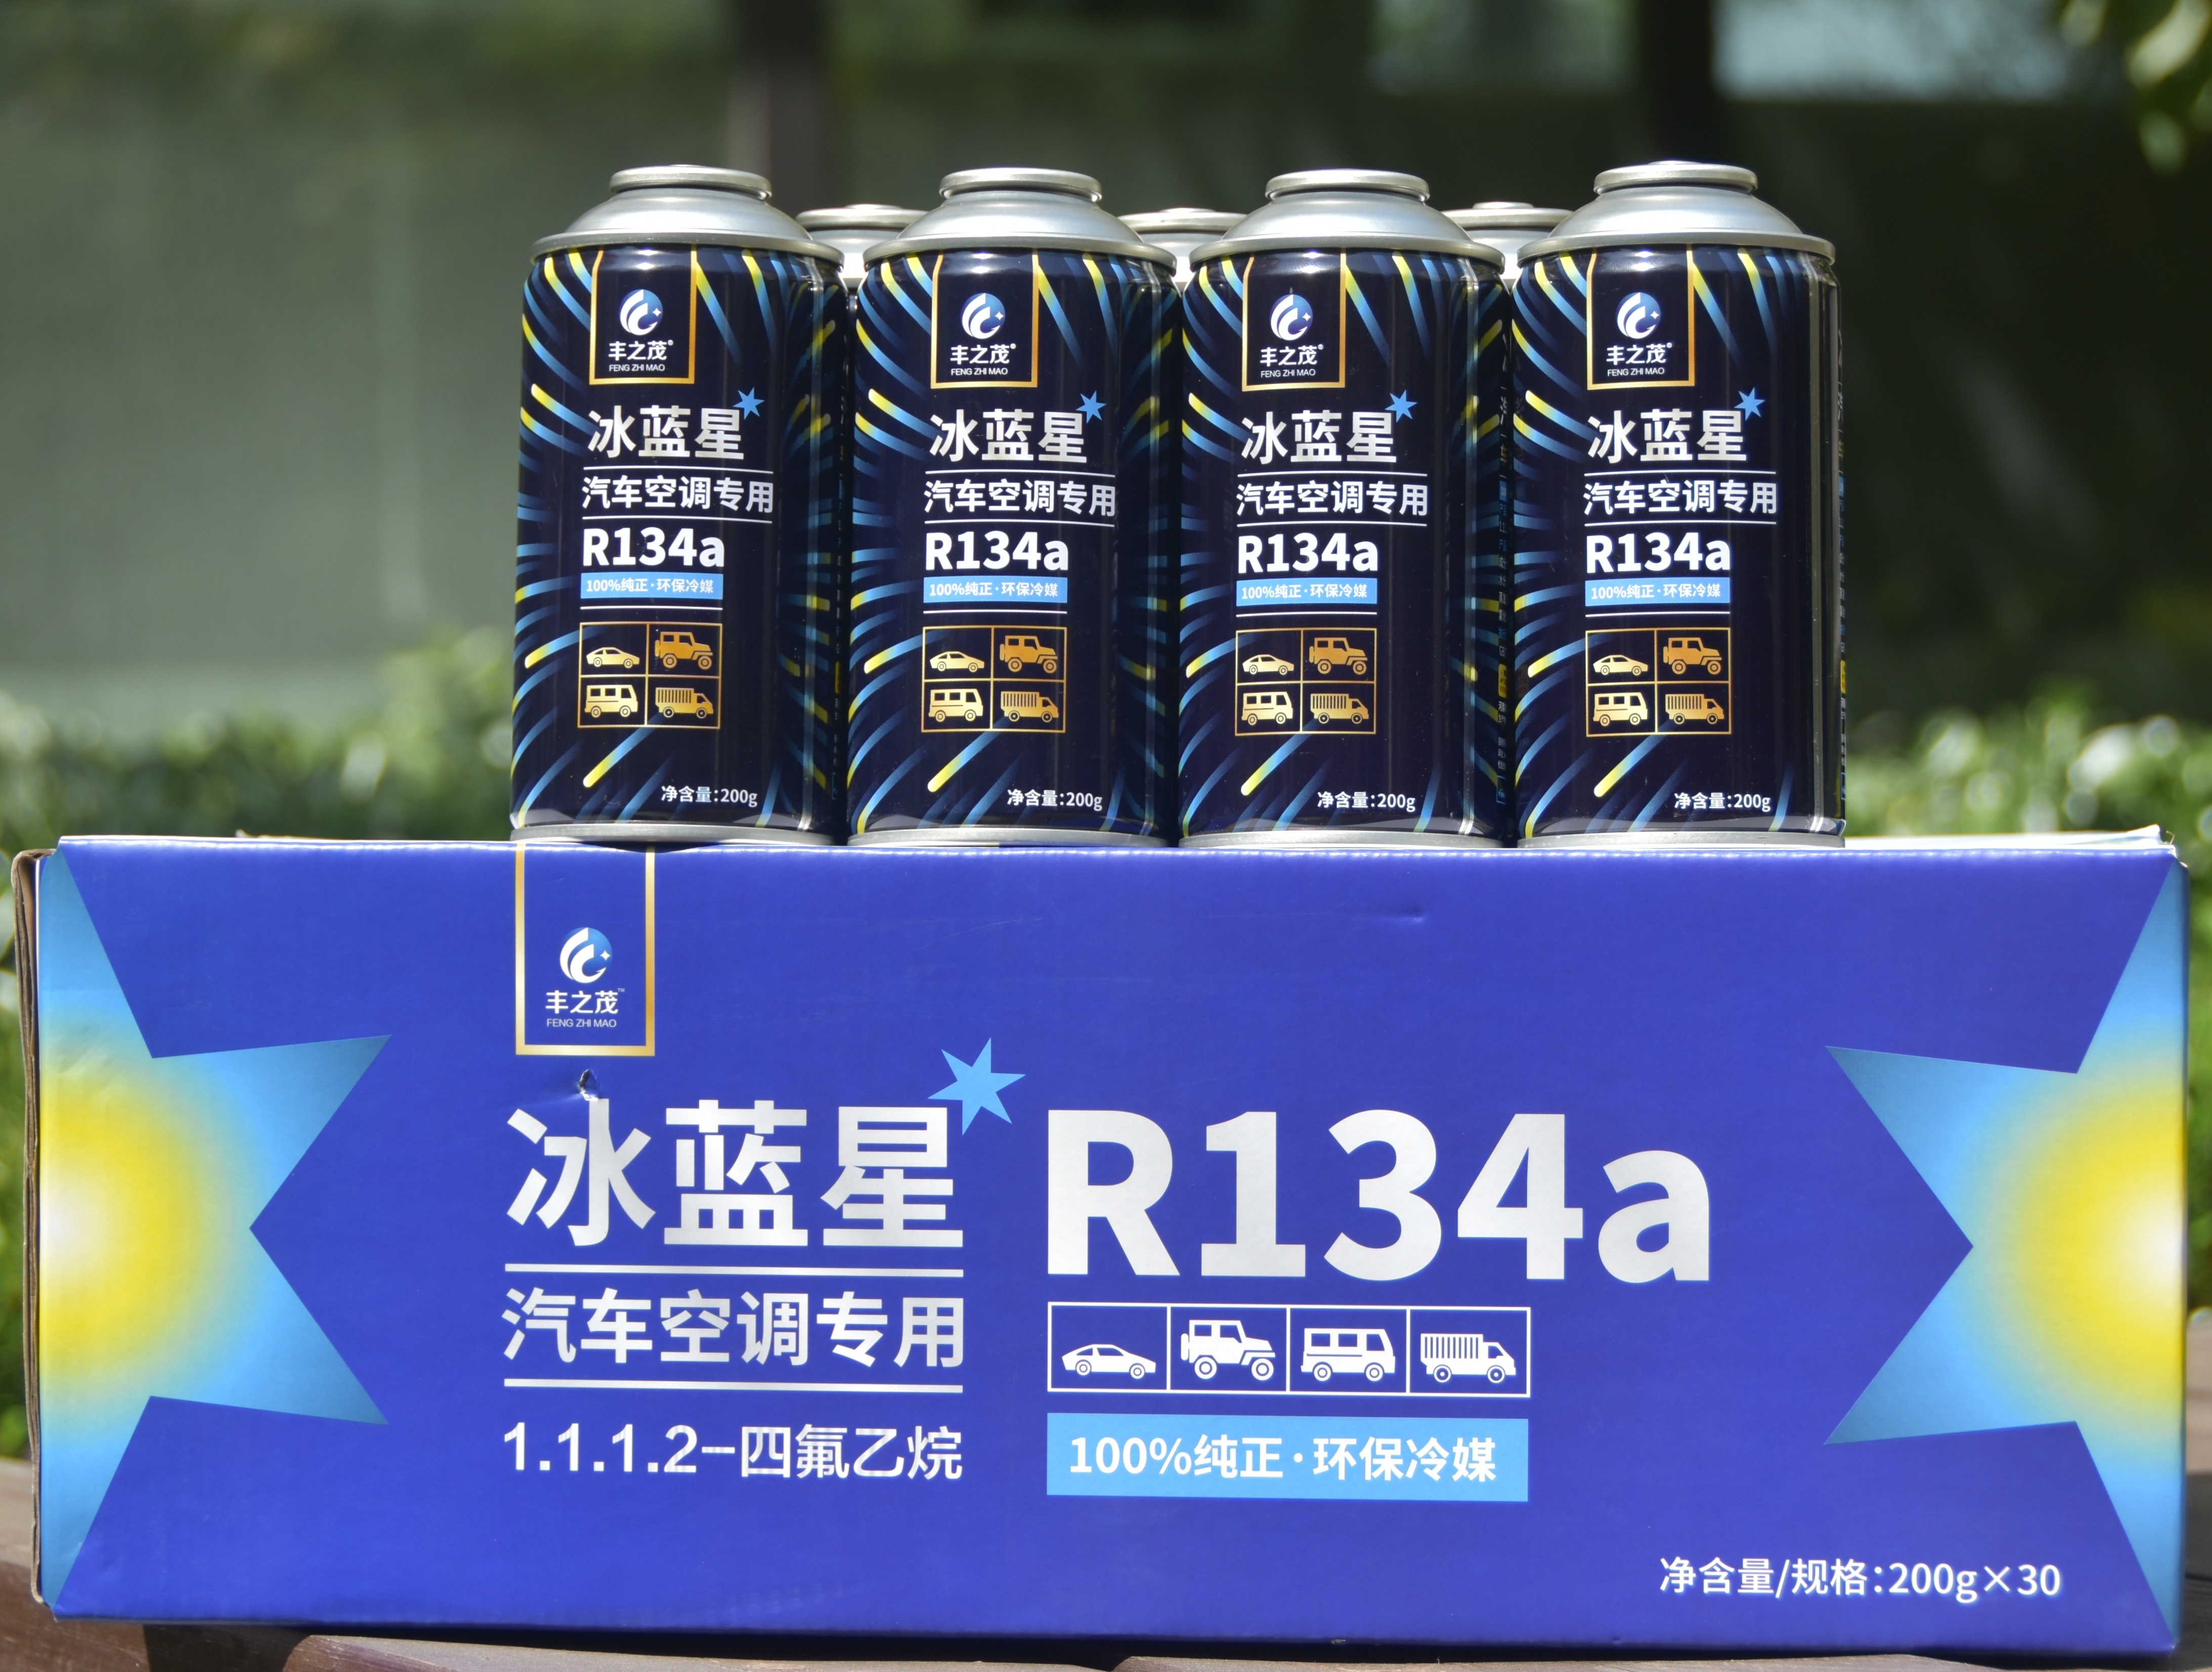 丰之茂®
FENG ZHI MAO
冰蓝星
汽车空调专用
R134a
100%纯正·环保冷媒
净含量:200g
丰之茂®
FENG ZHI MAO
冰蓝星
汽车空调专用
R134a
100%纯正·环保冷媒
净含量:200g
丰之茂®
FENG ZHI MAO
冰蓝星
汽车空调专用
R134a
100%纯正·环保冷媒
净含量:200g
丰之茂®
FENG ZHI MAO
冰蓝星
汽车空调专用
R134a
100%纯正·环保冷媒
净含量:200g
丰之茂™
FENG ZHI MAO
冰蓝星
汽车空调专用
1.1.1.2-四氟乙烷
R134a
100%纯正·环保冷媒
净含量/规格:200g×30